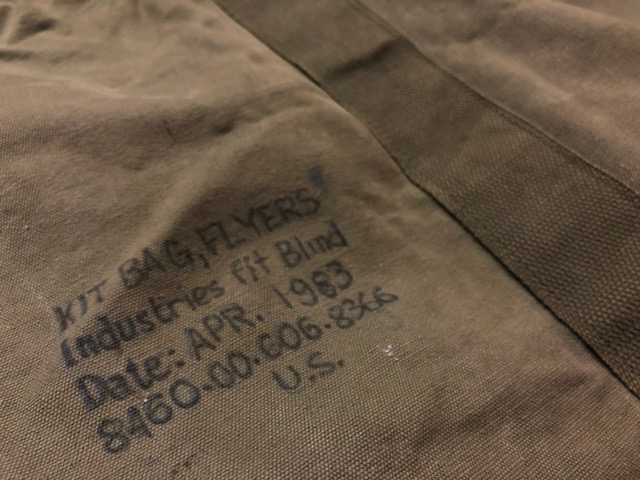 KIT BAG, FLYERS'
Industries fit Blind
Date: APR. 1983
8460-00-606-8366
U.S.